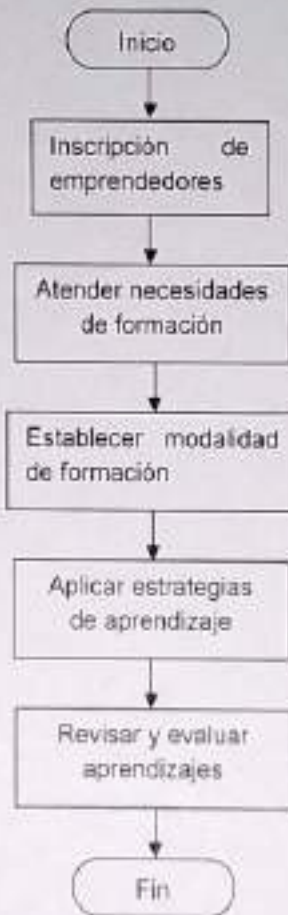 Inicio
Inscripción de
emprendedores
Atender necesidades
de formación
Establecer modalidad
de formación
Aplicar estrategias
de aprendizaje
Revisar y evaluar
aprendizajes
Fin